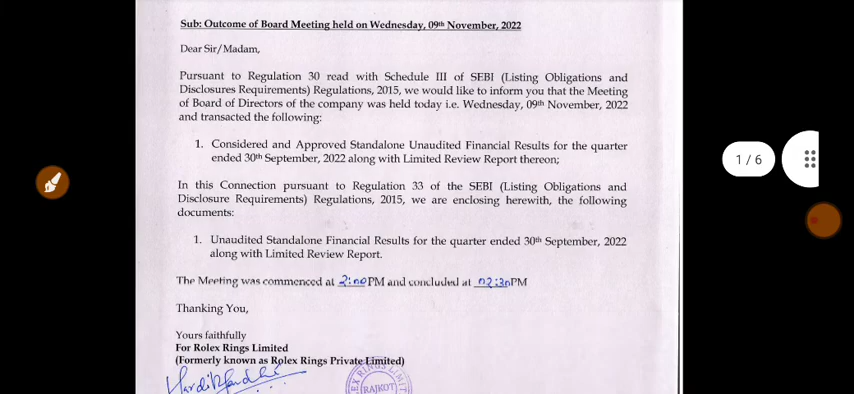 Sub: Outcome of Board Meeting held on Wednesday, 09th November, 2022
Dear Sir/Madam,
Pursuant to Regulation 30 read with Schedule III of SEBI (Listing Obligations and
Disclosures Requirements) Regulations, 2015, we would like to inform you that the Meeting
of Board of Directors of the company was held today i.e. Wednesday, 09th November, 2022
and transacted the following:
1. Considered and Approved Standalone Unaudited Financial Results for the quarter
ended 30th September, 2022 along with Limited Review Report thereon;
1 / 6
In this Connection pursuant to Regulation 33 of the SEBI (Listing Obligations and
Disclosure Requirements) Regulations, 2015, we are enclosing herewith, the following
documents:
1. Unaudited Standalone Financial Results for the quarter ended 30th September, 2022
along with Limited Review Report.
The Meeting was commenced at 2:00 PM and concluded at 02:30 PM
Thanking You,
Yours faithfully
For Rolex Rings Limited
(Formerly known as Rolex Rings Private Limited)
RAJKOT